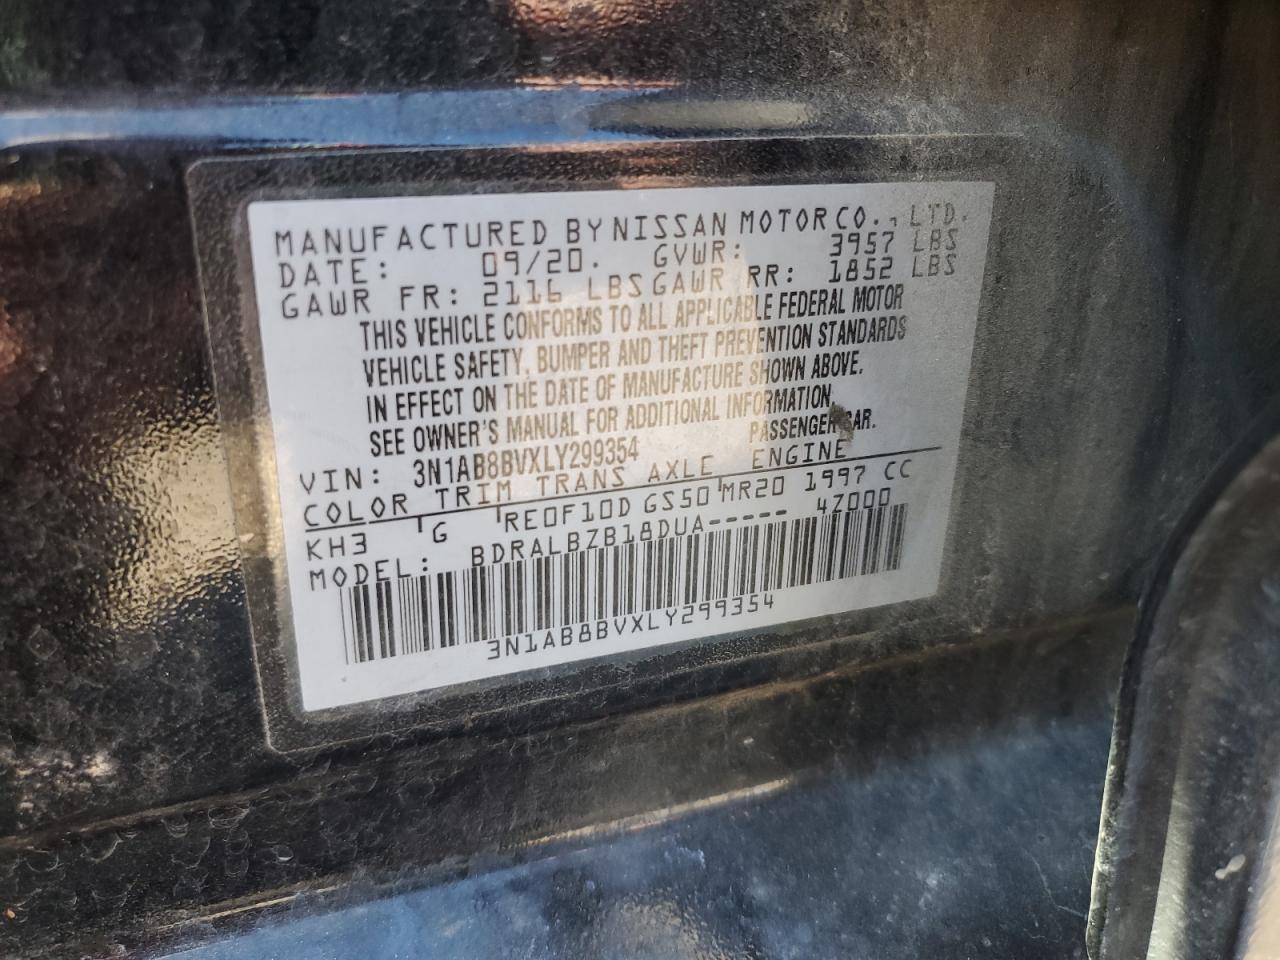 MANUFACTURED BY NISSAN MOTOR CO., LTD.
DATE: 09/20. GVWR: 3957 LBS
GAWR FR: 2116 LBS GAWR RR: 1852 LBS
THIS VEHICLE CONFORMS TO ALL APPLICABLE FEDERAL MOTOR
VEHICLE SAFETY, BUMPER AND THEFT PREVENTION STANDARDS
IN EFFECT ON THE DATE OF MANUFACTURE SHOWN ABOVE.
SEE OWNER'S MANUAL FOR ADDITIONAL INFORMATION.
VIN: 3N1AB8BVXLY299354 PASSENGER CAR.
COLOR TRIM TRANS AXLE ENGINE
KH3 G RE0F10D GS50 MR20 1997 CC
MODEL: BDRALBZB18DUA----- 4Z000
3N1AB8BVXLY299354